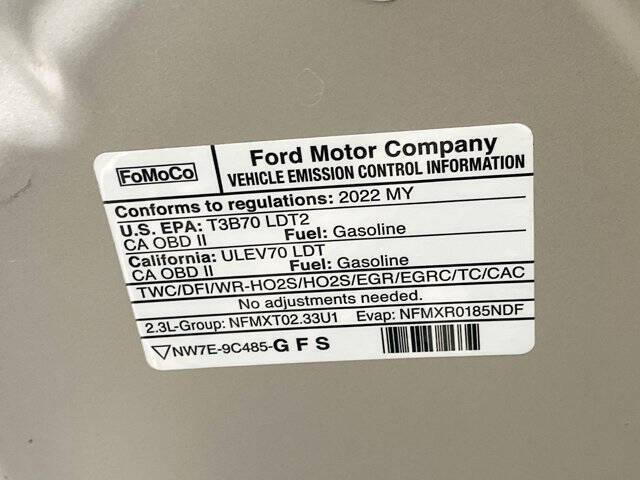 FoMoCo
Ford Motor Company
VEHICLE EMISSION CONTROL INFORMATION
Conforms to regulations: 2022 MY
U.S. EPA: T3B70 LDT2
CA OBD II Fuel: Gasoline
California: ULEV70 LDT
CA OBD II Fuel: Gasoline
TWC/DFI/WR-HO2S/HO2S/EGR/EGRC/TC/CAC
No adjustments needed.
2.3L-Group: NFMXT02.33U1 Evap: NFMXR0185NDF
NW7E-9C485-G F S